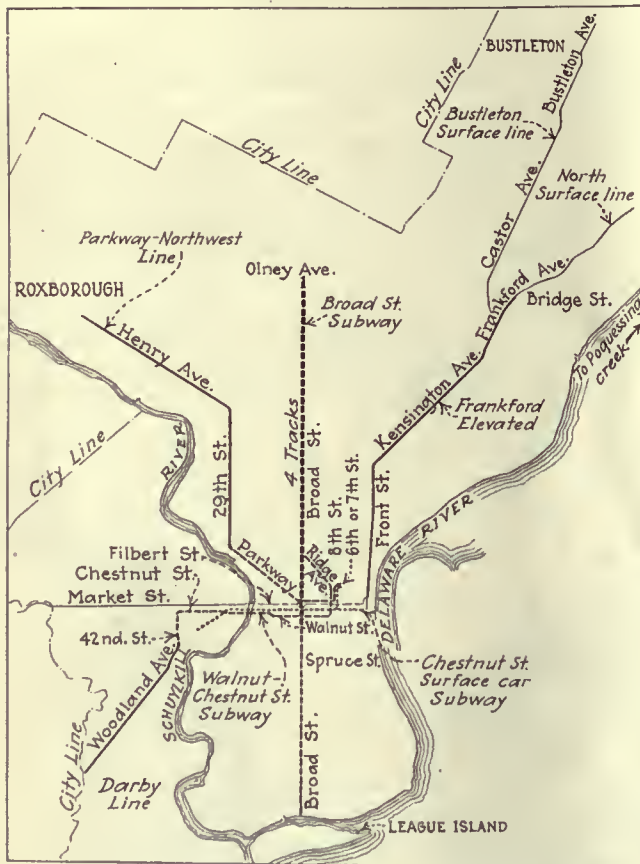 BUSTLETON
Bustleton Ave.
City Line
Bustleton
Surface line
City Line
North
Surface line
Castor Ave.
Parkway-Northwest
Line
Olney Ave.
ROXBOROUGH
Broad St.
Subway
Frankford Ave.
Bridge St.
Henry Ave.
To Poquessing
creek
Kensington Ave.
Frankford
Elevated
4 Tracks
Broad St.
City Line
RIVER
29th St.
8th St.
6th or 7th St.
Front St.
DELAWARE RIVER
Parkway
Ridge
Ave.
Filbert St.
Chestnut St.
Market St.
Walnut St.
42nd. St.
Walnut-
Chestnut St.
Subway
Spruce St.
Chestnut St.
Surface car
Subway
Woodland Ave.
SCHUYLKILL
City Line
Darby
Line
Broad St.
LEAGUE ISLAND